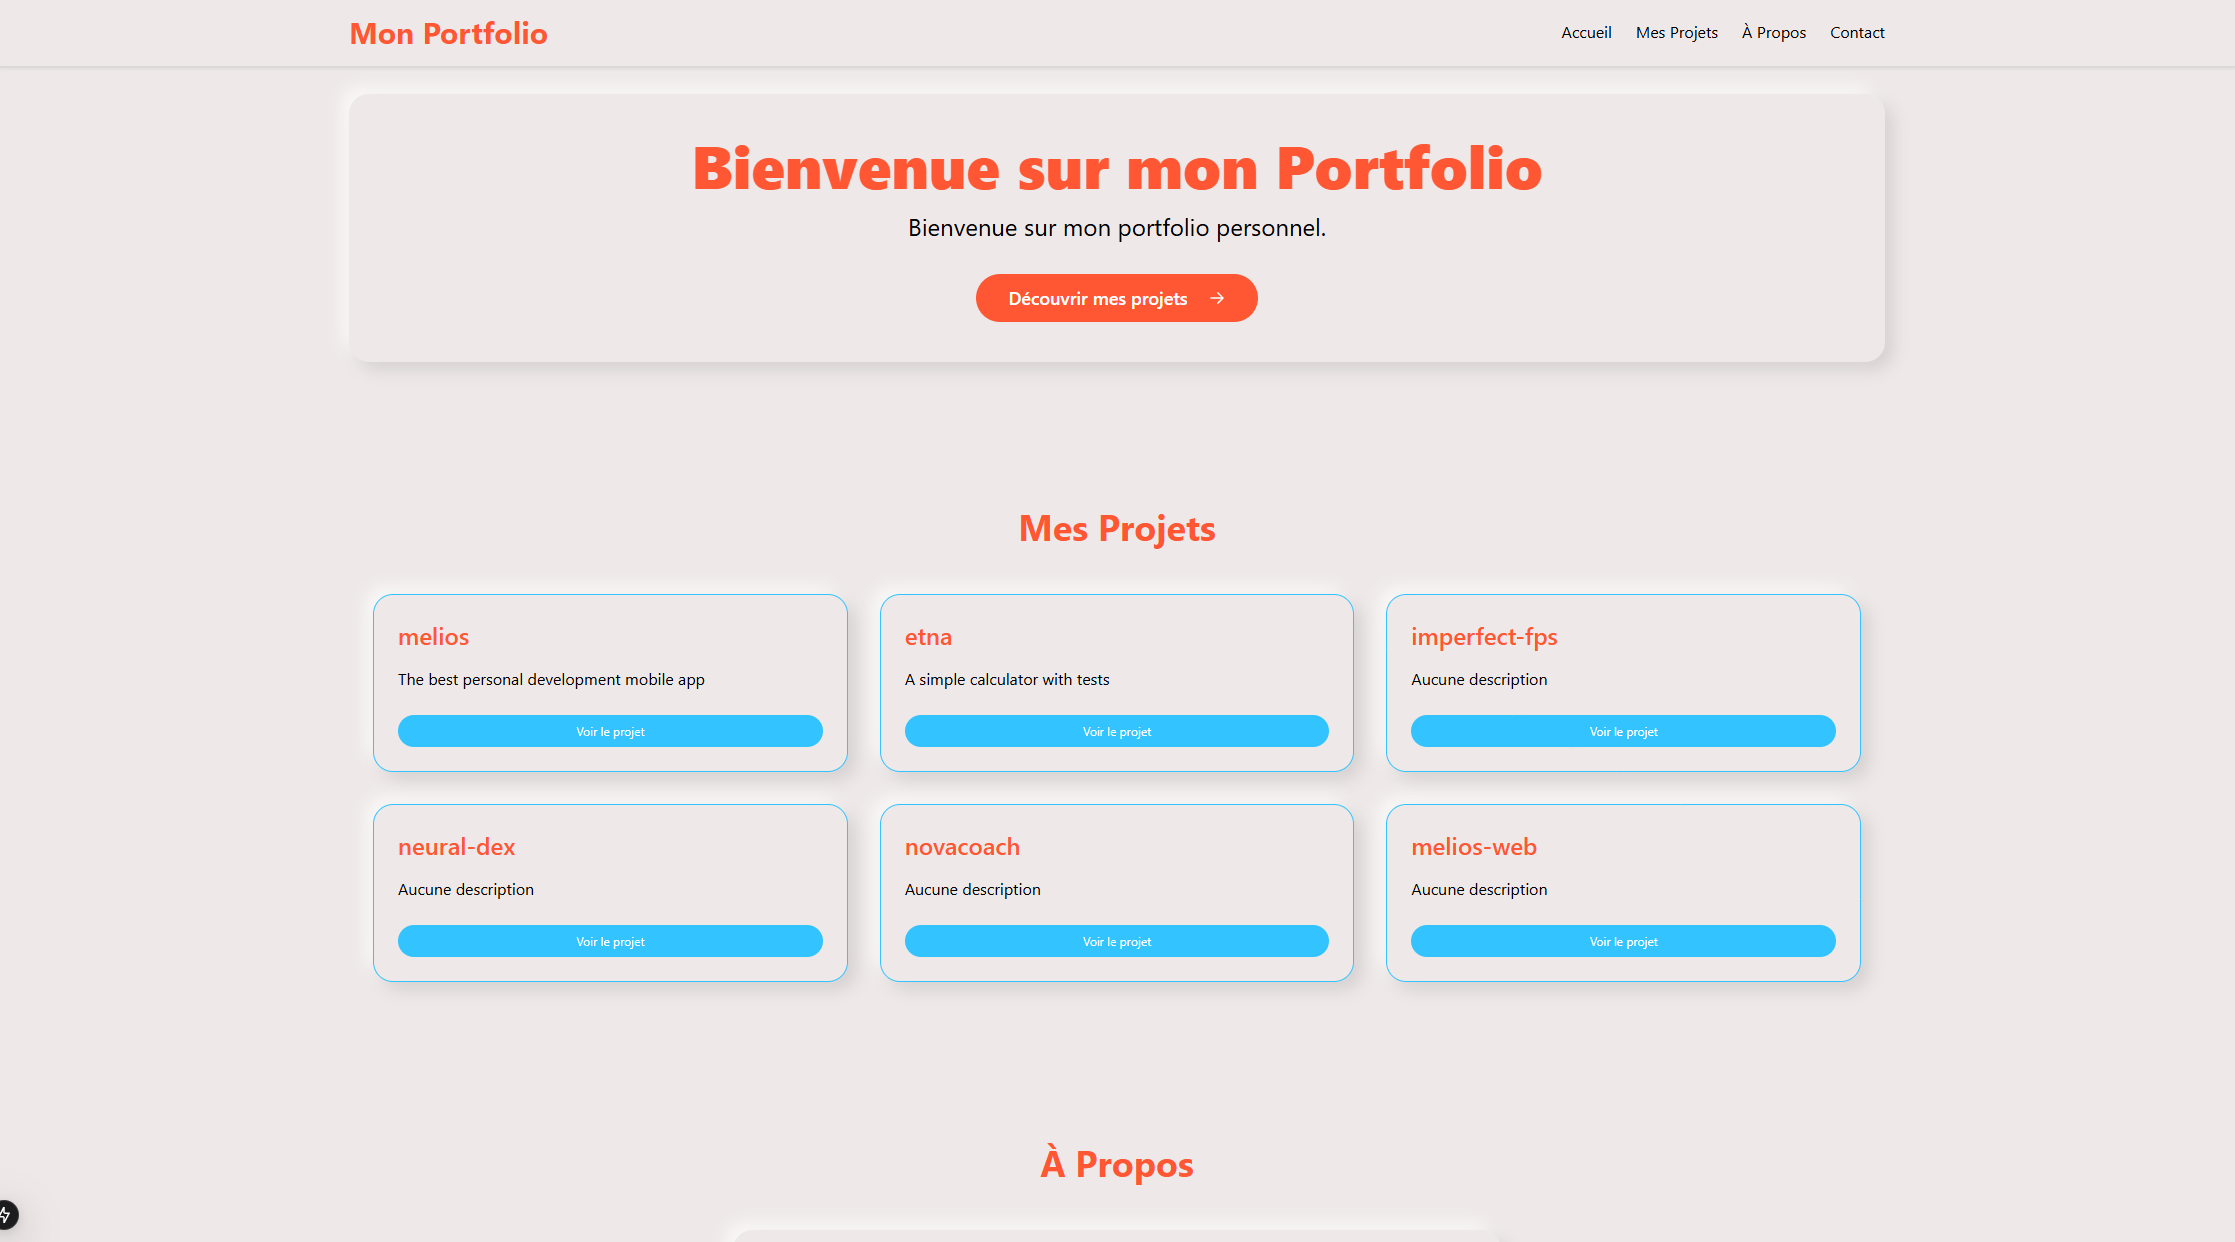 Mon Portfolio
Accueil Mes Projets À Propos Contact
Bienvenue sur mon Portfolio
Bienvenue sur mon portfolio personnel.
Découvrir mes projets →
Mes Projets
melios
The best personal development mobile app
Voir le projet
etna
A simple calculator with tests
Voir le projet
imperfect-fps
Aucune description
Voir le projet
neural-dex
Aucune description
Voir le projet
novacoach
Aucune description
Voir le projet
melios-web
Aucune description
Voir le projet
À Propos